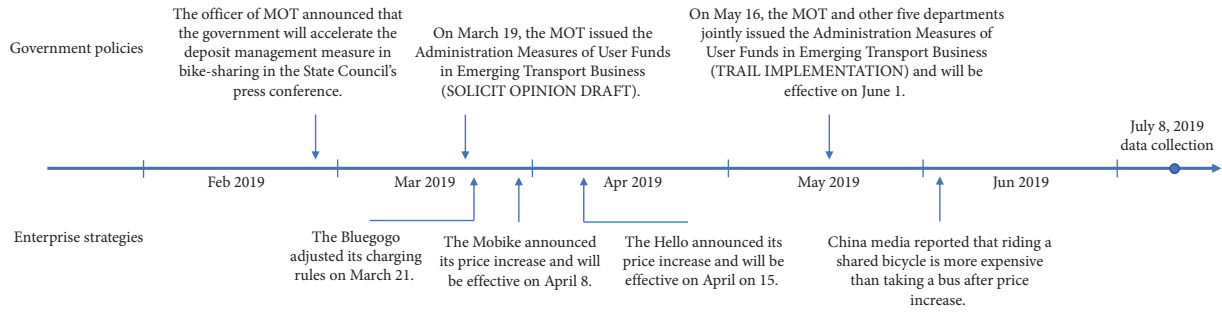 Government policies
The officer of MOT announced that
the government will accelerate the
deposit management measure in
bike-sharing in the State Council's
press conference.
On March 19, the MOT issued the
Administration Measures of User Funds
in Emerging Transport Business
(SOLICIT OPINION DRAFT).
On May 16, the MOT and other five departments
jointly issued the Administration Measures of
User Funds in Emerging Transport Business
(TRAIL IMPLEMENTATION) and will be
effective on June 1.
July 8, 2019
data collection
Feb 2019
Mar 2019
Apr 2019
May 2019
Jun 2019
Enterprise strategies
The Bluegogo
adjusted its charging
rules on March 21.
The Mobike announced
its price increase and will
be effective on April 8.
The Hello announced its
price increase and will be
effective on April on 15.
China media reported that riding a
shared bicycle is more expensive
than taking a bus after price
increase.